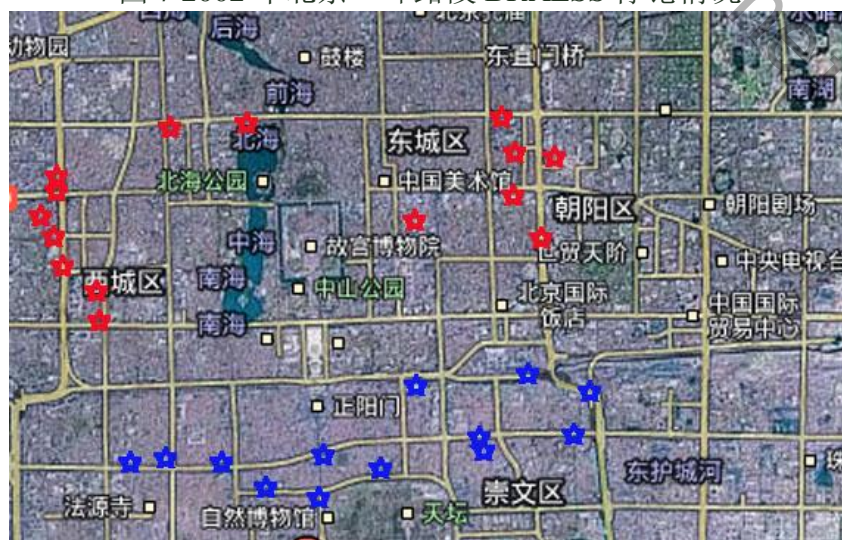 后海
动物园
鼓楼
东直门桥
前海
南湖
北海
东城区
北海公园
中国美术馆
朝阳区
朝阳剧场
中海
故宫博物院
世贸天阶
中央电视台
西城区
南海
中山公园
北京国际
饭店
中国国际
贸易中心
南海
正阳门
东护城河
珠
崇文区
法源寺
自然博物馆
天坛